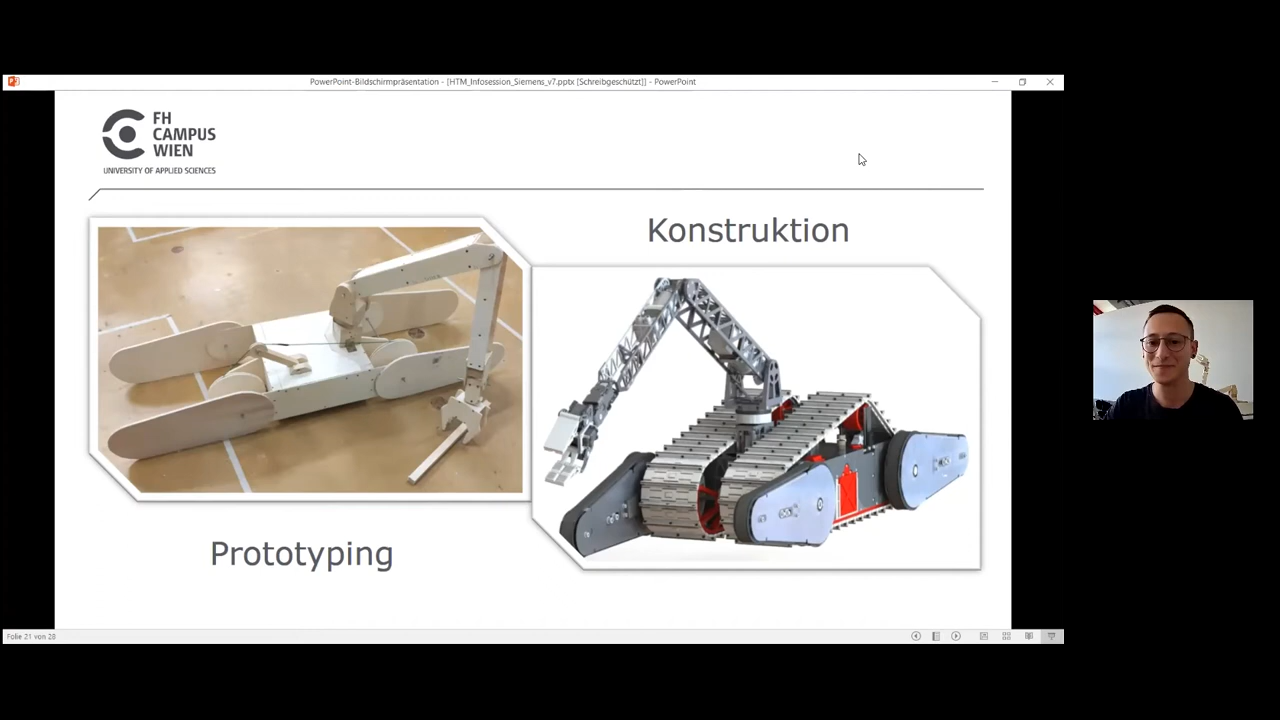 PowerPoint-Bildschirmpräsentation - [HTM_Infosession_Siemens_v7.pptx [Schreibgeschützt]] - PowerPoint
FH
CAMPUS
WIEN
UNIVERSITY OF APPLIED SCIENCES
Konstruktion
Prototyping
Folie 21 von 28